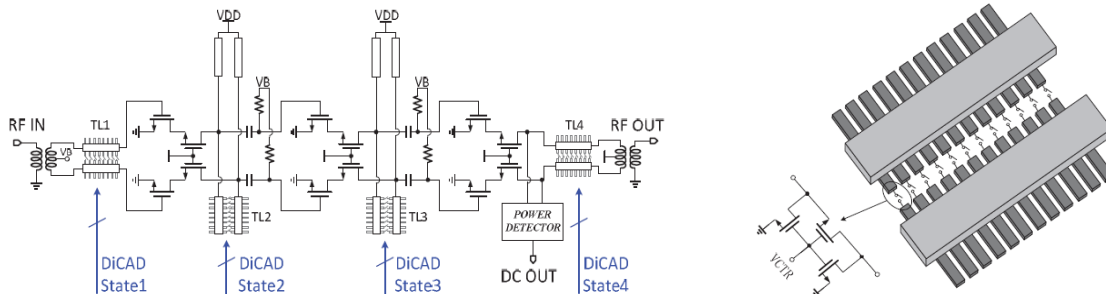 VDD
VDD
VB
VB
RF IN
TL1
VB
TL4
RF OUT
TL2
TL3
POWER
DETECTOR
DC OUT
DiCAD
State1
DiCAD
State2
DiCAD
State3
DiCAD
State4
VCTR